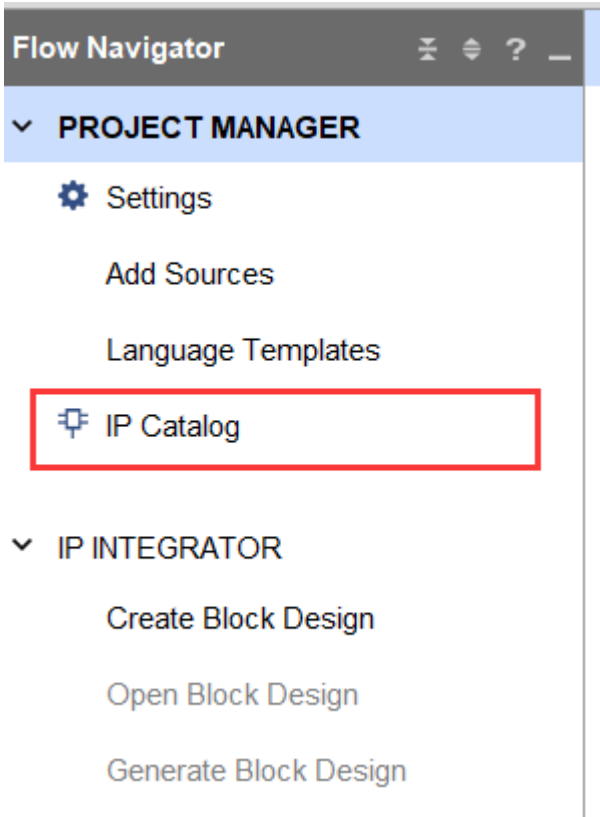 Flow Navigator ?
PROJECT MANAGER
Settings
Add Sources
Language Templates
IP Catalog
IP INTEGRATOR
Create Block Design
Open Block Design
Generate Block Design